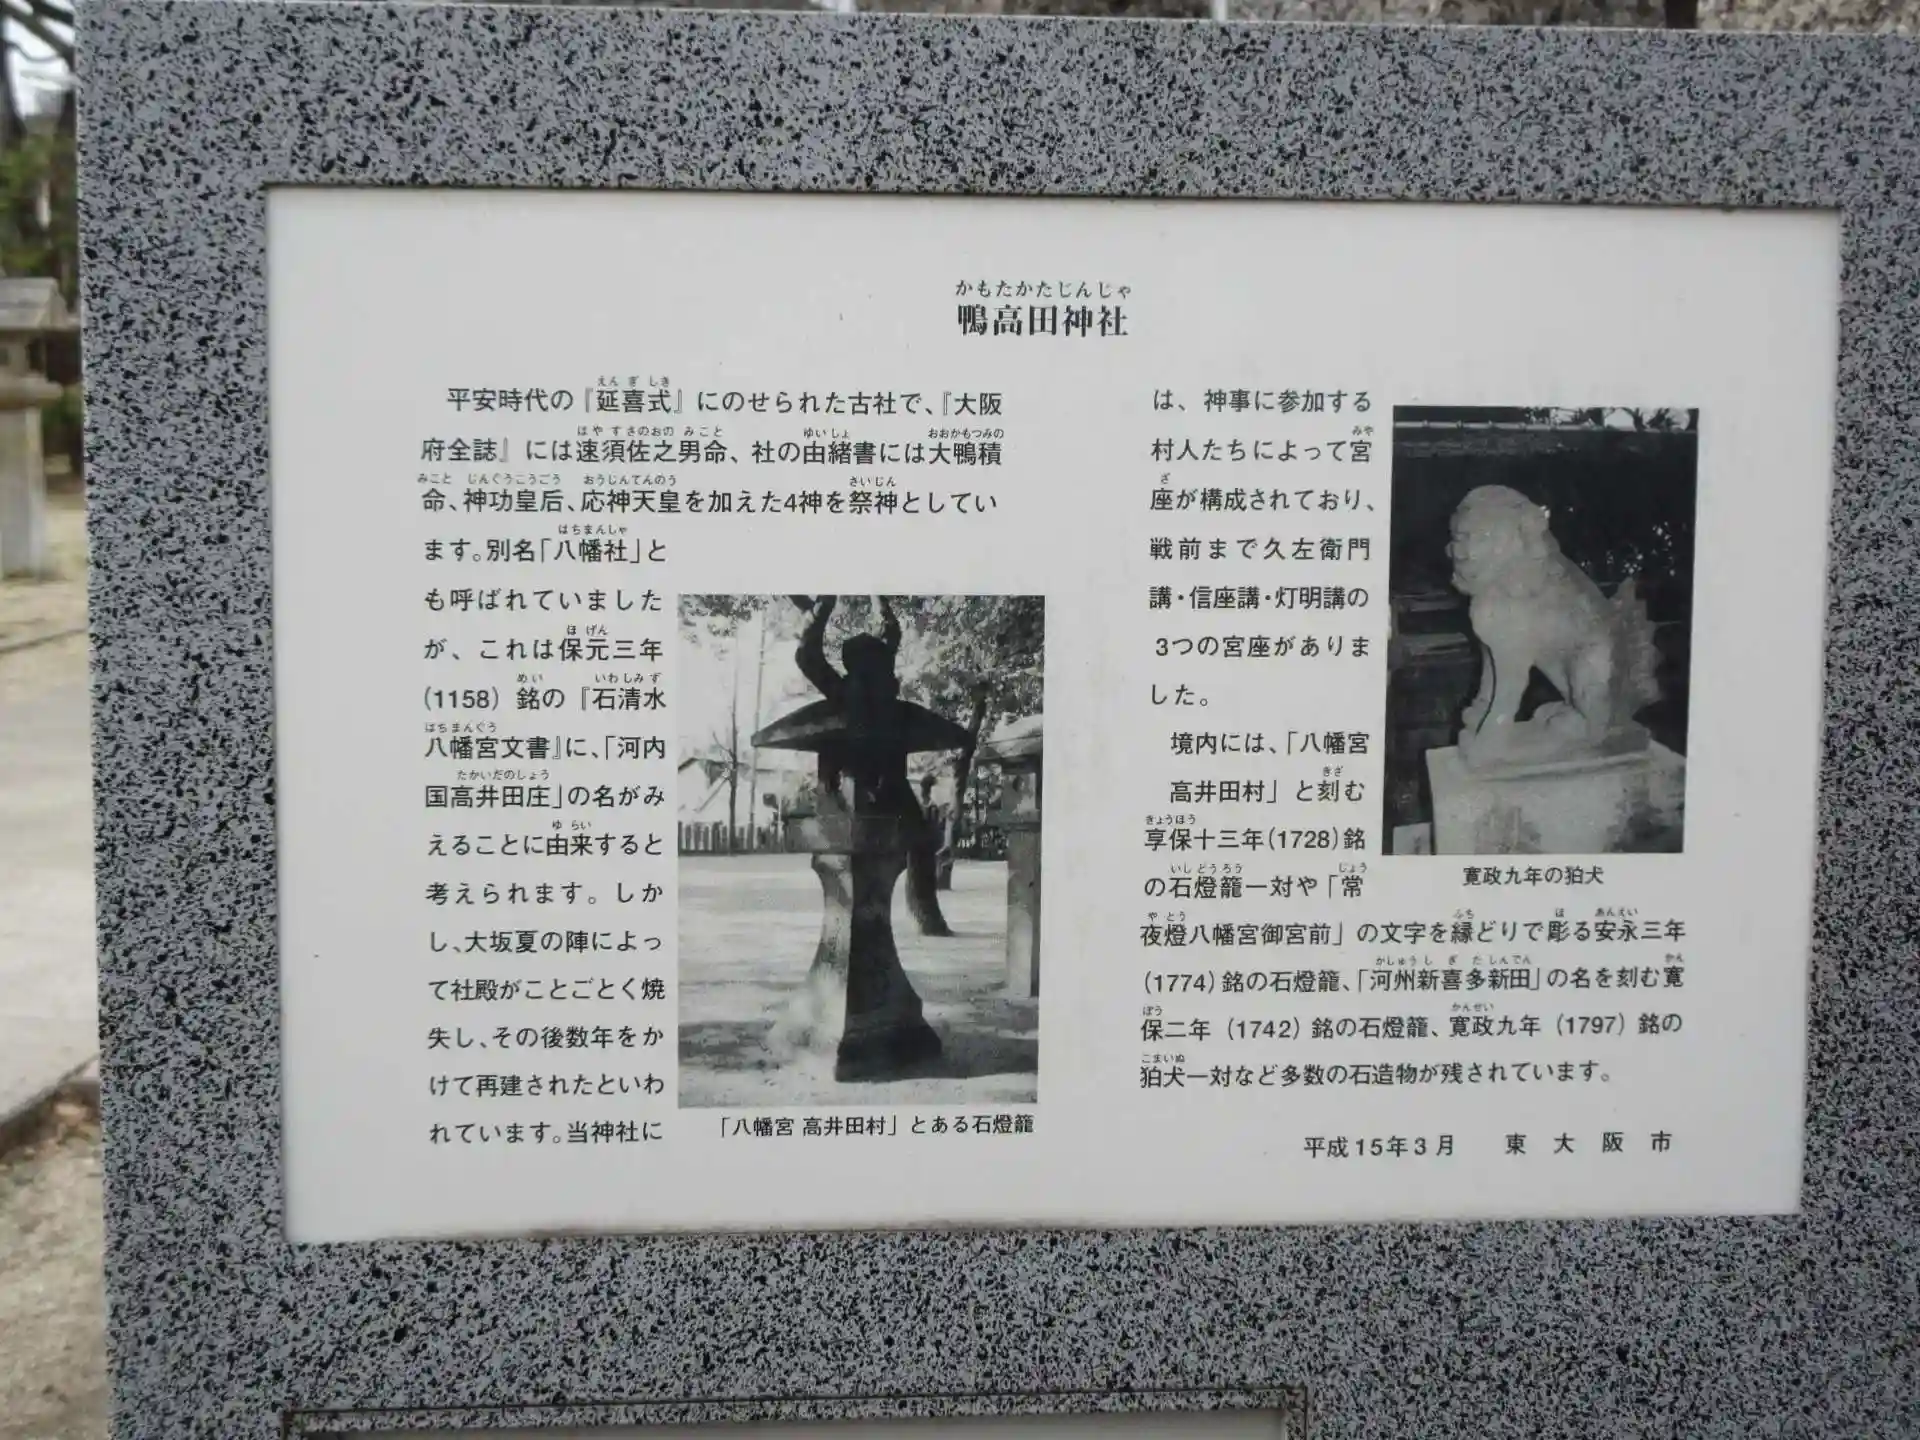 かもたかたじんじゃ
鴨高田神社
平安時代の『延喜式』にのせられた古社で、『大阪
府全誌』には速須佐之男命、社の由緒書には大鴨積
命、神功皇后、応神天皇を加えた4神を祭神としてい
ます。別名「八幡社」と
も呼ばれていました
が、これは保元三年
(1158) 銘の『石清水
八幡宮文書』に、「河内
国高井田庄」の名がみ
えることに由来すると
考えられます。しか
し、大坂夏の陣によっ
て社殿がことごとく焼
失し、その後数年をか
けて再建されたといわ
れています。当神社に
「八幡宮 高井田村」とある石燈籠
は、神事に参加する
村人たちによって宮
座が構成されており、
戦前まで久左衛門
講・信座講・灯明講の
3つの宮座がありま
した。
境内には、「八幡宮
高井田村」と刻む
享保十三年(1728)銘
の石燈籠一対や「常
夜燈八幡宮御宮前」の文字を縁どりで彫る安永三年
(1774)銘の石燈籠、「河州新喜多新田」の名を刻む寛
保二年 (1742) 銘の石燈籠、寛政九年 (1797) 銘の
狛犬一対など多数の石造物が残されています。
寛政九年の狛犬
平成15年3月 東大阪市